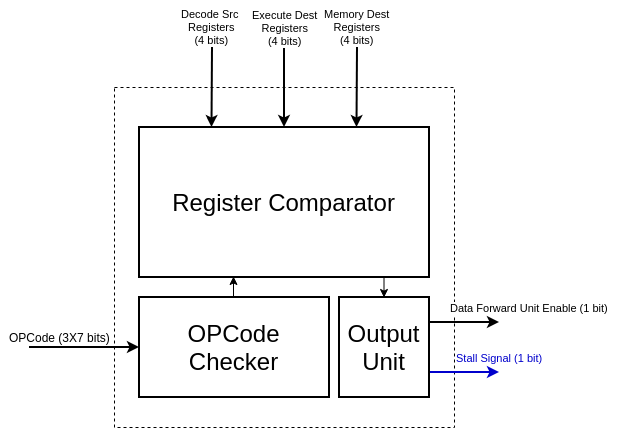 Decode Src
Registers
(4 bits)
Execute Dest
Registers
(4 bits)
Memory Dest
Registers
(4 bits)
Register Comparator
OPCode (3X7 bits)
OPCode
Checker
Output
Unit
Data Forward Unit Enable (1 bit)
Stall Signal (1 bit)